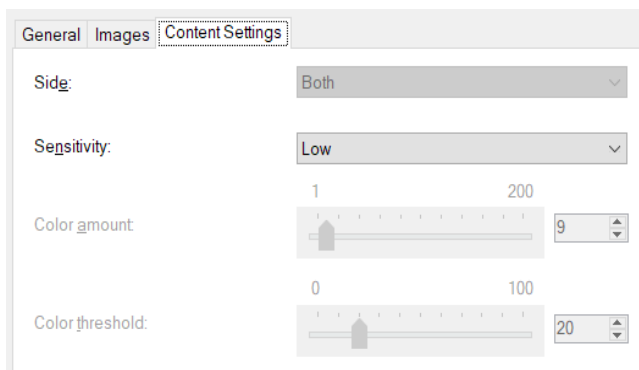 General Images Content Settings
Side: Both
Sensitivity: Low
1 200
Color amount: 9
0 100
Color threshold: 20